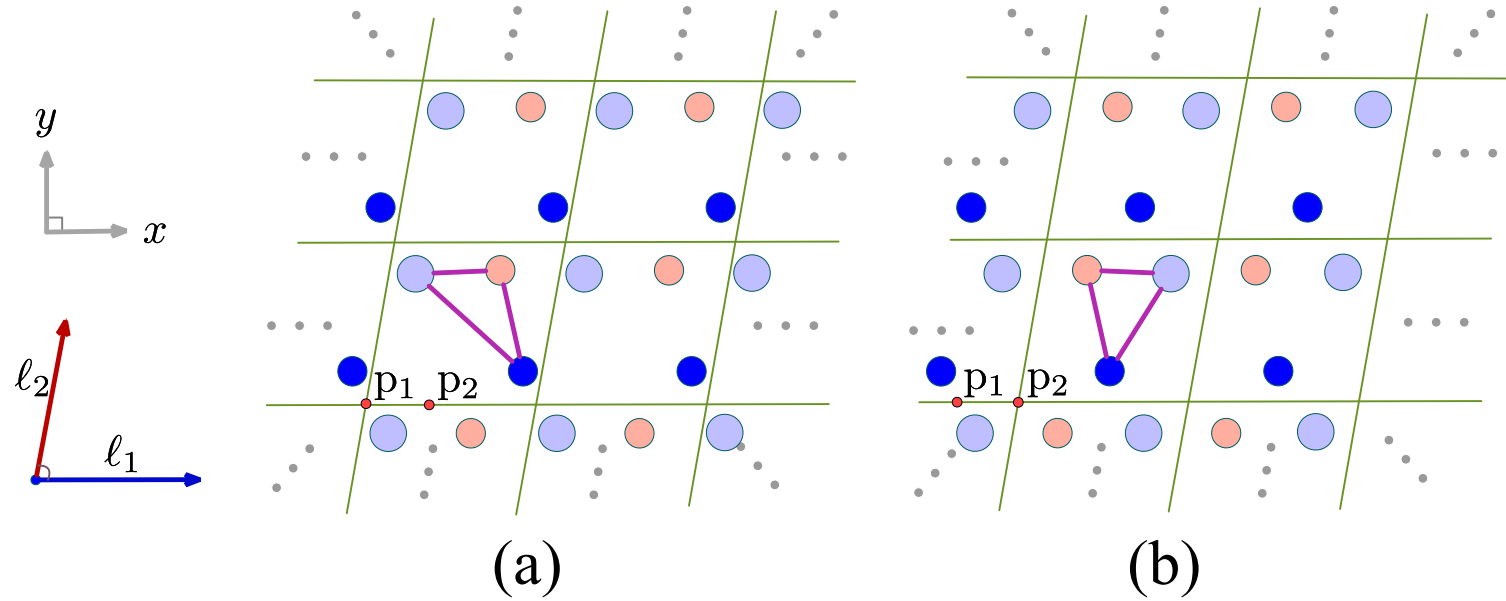 y
x
ℓ₂
ℓ₁
p₁ p₂
p₁ p₂
(a)
(b)